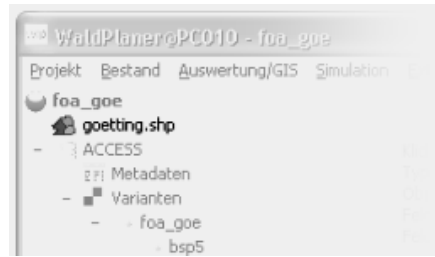 WaldPlaner@PC010 - foa_goe
Projekt Bestand Auswertung/GIS Simulation
foa_goe
goetting.shp
ACCESS
Metadaten
Varianten
foa_goe
bsp5